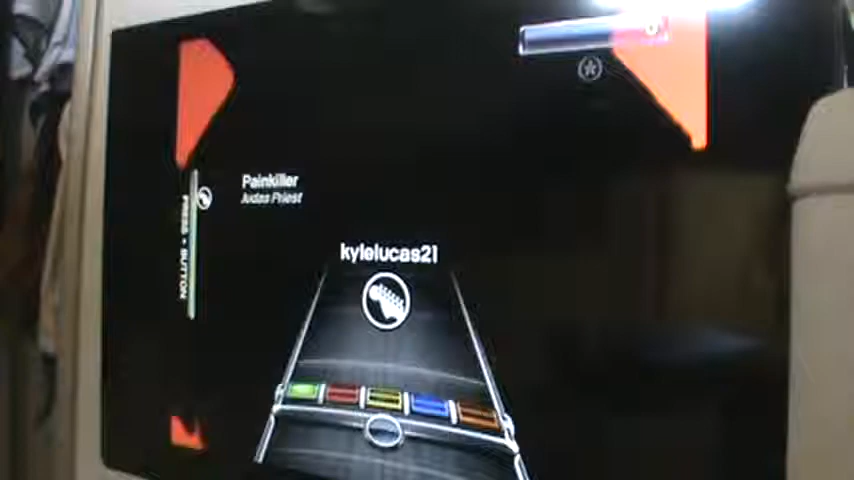 Painkiller
Judas Priest
PRESS + BUTTON
kylelucas21